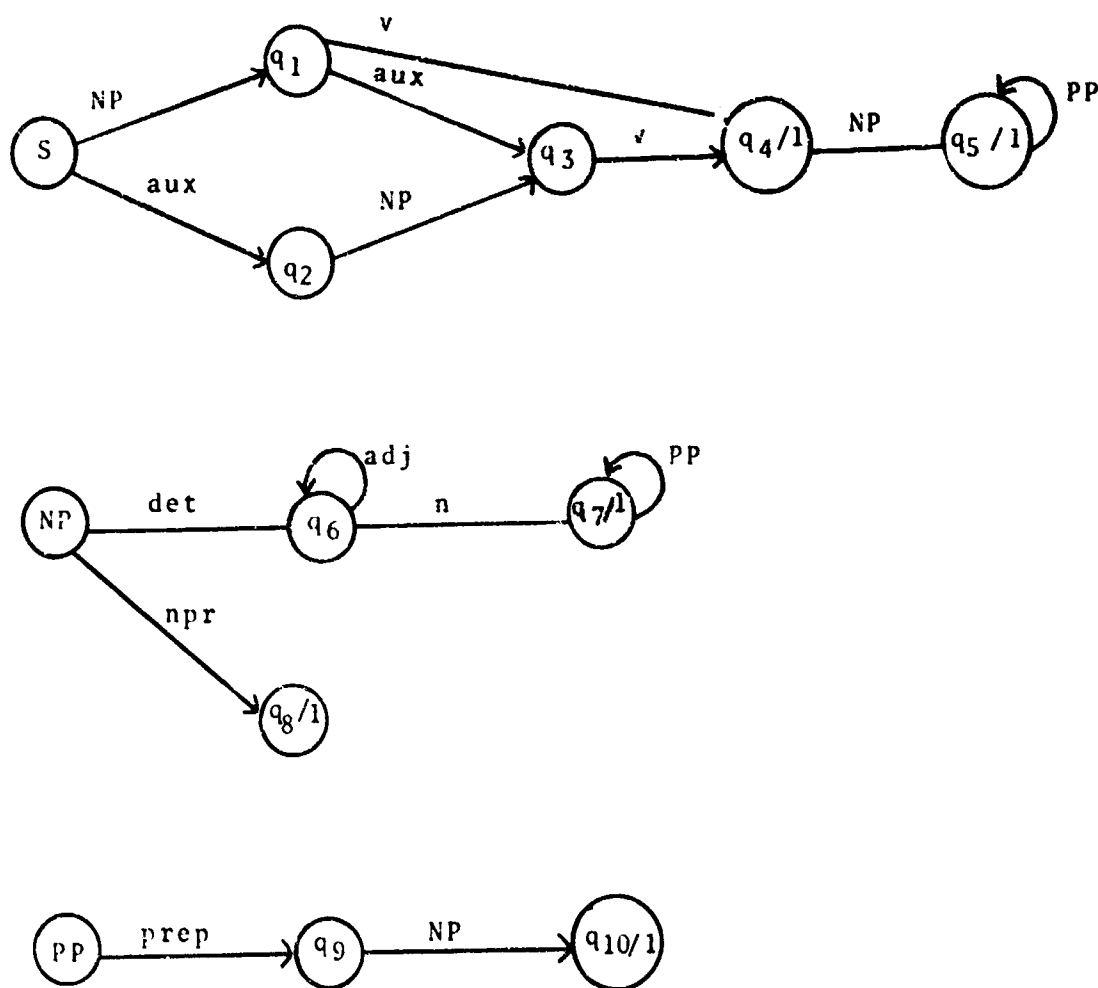 v
q1
aux
NP
PP
S
q3
v
q4/1
NP
q5/1
aux
NP
q2
adj
PP
NP
det
q6
n
q7/1
npr
q8/1
PP
prep
q9
NP
q10/1